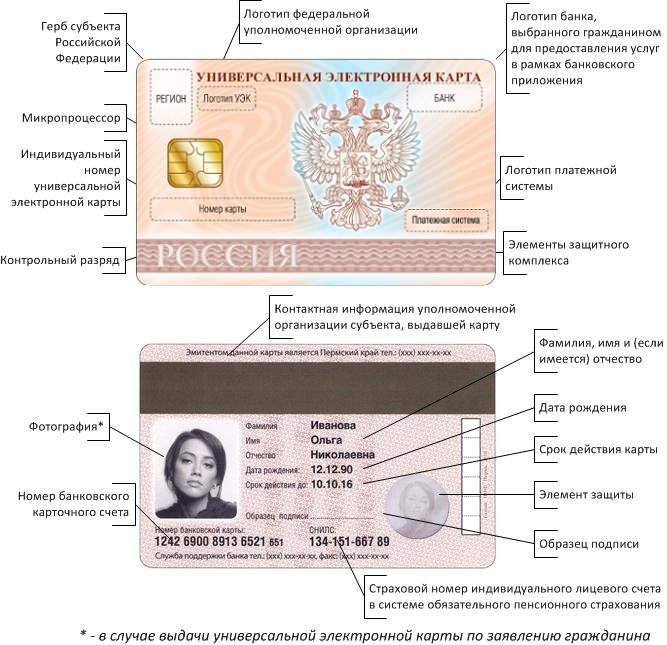 Логотип федеральной
уполномоченной организации
Герб субъекта
Российской
Федерации
Логотип банка,
выбранного гражданином
для предоставления услуг
в рамках банковского
приложения
УНИВЕРСАЛЬНАЯ ЭЛЕКТРОННАЯ КАРТА
РЕГИОН
Логотип УЭК
БАНК
Микропроцессор
Индивидуальный
номер
универсальной
электронной карты
Логотип платежной
системы
Номер карты
Платежная система
Контрольный разряд
РОССИЯ
Элементы защитного
комплекса
Контактная информация уполномоченной
организации субъекта, выдавшей карту
Эмитентом данной карты является Пермский край тел.: (xxx) xxx-xx-xx
Фамилия, имя и (если
имеется) отчество
Дата рождения
Срок действия карты
Элемент защиты
Образец подписи
Фотография*
Номер банковского
карточного счета
Фамилия Иванова
Имя Ольга
Отчество Николаевна
Дата рождения: 12.12.90
Срок действия до: 10.10.16
Образец подписи
Номер банковской карты: СНИЛС:
1242 6900 8913 6521 651 134-151-667 89
Служба поддержки банка тел.: (xxx) xxx-xx-xx, факс: (xxx) xxx-xx-xx
Страховой номер индивидуального лицевого счета
в системе обязательного пенсионного страхования
* - в случае выдачи универсальной электронной карты по заявлению гражданина